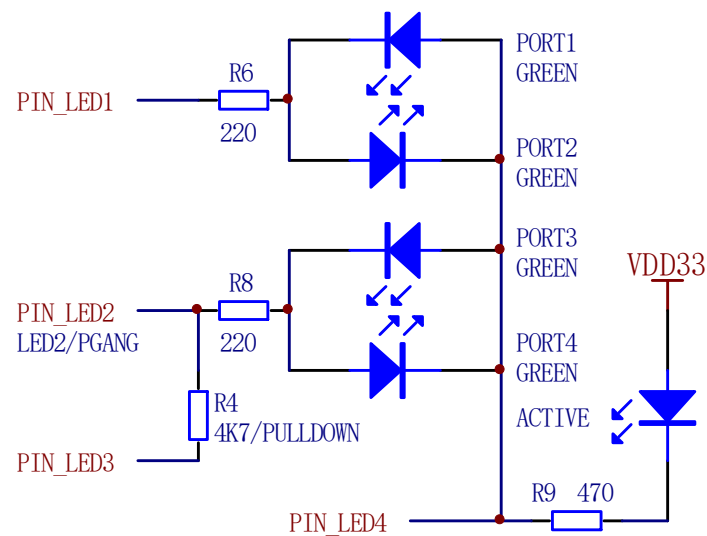 PORT1
GREEN
R6
PIN_LED1
220
PORT2
GREEN
PORT3
GREEN
VDD33
R8
PIN_LED2
LED2/PGANG
220
PORT4
GREEN
R4
4K7/PULLDOWN
ACTIVE
PIN_LED3
R9 470
PIN_LED4